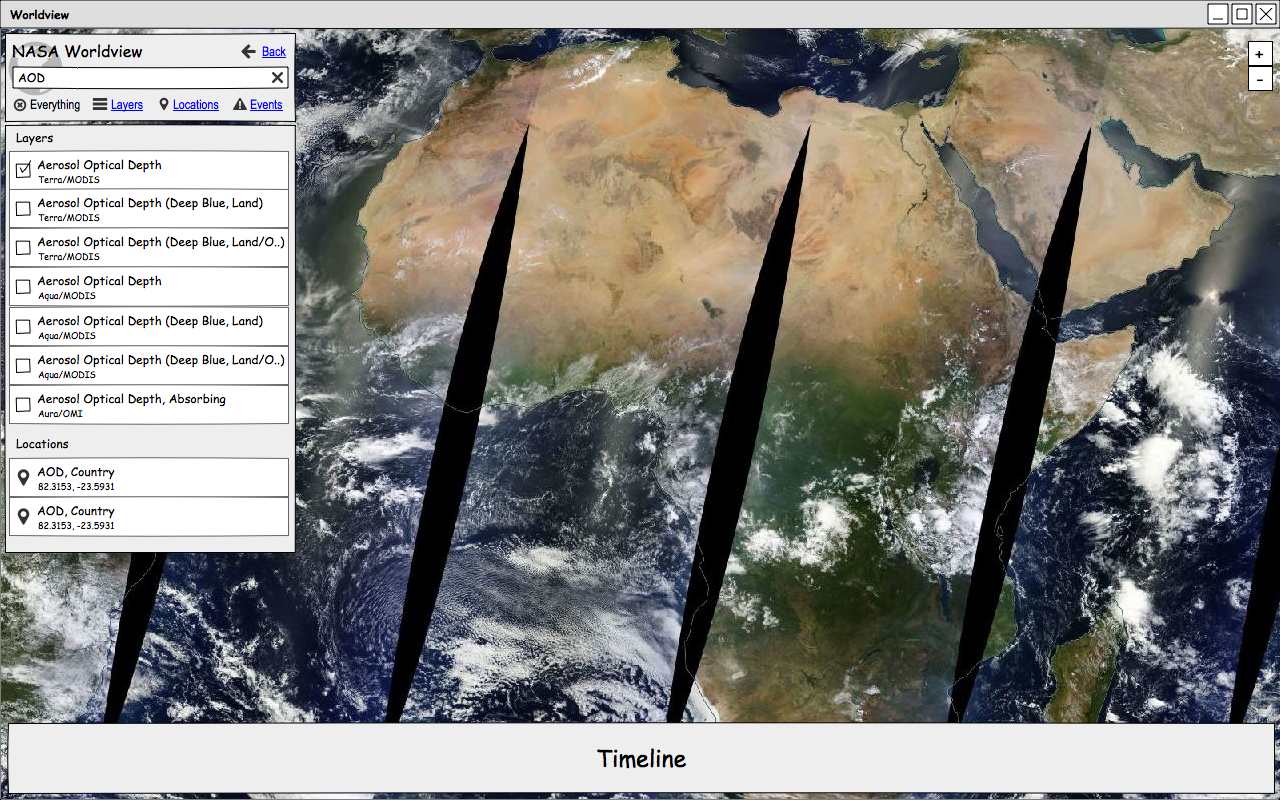 Worldview
NASA Worldview
Back
AOD
Everything Layers Locations Events
Layers
Aerosol Optical Depth
Terra/MODIS
Aerosol Optical Depth (Deep Blue, Land)
Terra/MODIS
Aerosol Optical Depth (Deep Blue, Land/O..)
Terra/MODIS
Aerosol Optical Depth
Aqua/MODIS
Aerosol Optical Depth (Deep Blue, Land)
Aqua/MODIS
Aerosol Optical Depth (Deep Blue, Land/O..)
Aqua/MODIS
Aerosol Optical Depth, Absorbing
Aura/OMI
Locations
AOD, Country
82.3153, -23.5931
AOD, Country
82.3153, -23.5931
+
-
Timeline